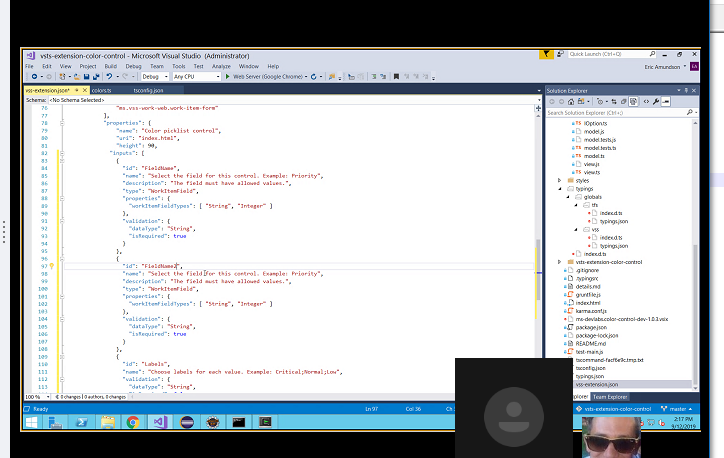 vsts-extension-color-control - Microsoft Visual Studio (Administrator)
Quick Launch (Ctrl+Q)
File Edit View Project Build Debug Team Tools Test Analyze Window Help
Eric Amundson
EA
Debug Any CPU Web Server (Google Chrome)
vss-extension.json* colors.ts tsconfig.json
Schema: <No Schema Selected>
76 "ms.vss-work-web.work-item-form"
77 ],
78 "properties": {
79 "name": "Color picklist control",
80 "uri": "index.html",
81 "height": 90,
82 "inputs": [
83 {
84 "id": "FieldName",
85 "name": "Select the field for this control. Example: Priority",
86 "description": "The field must have allowed values.",
87 "type": "WorkItemField",
88 "properties": {
89 "workItemFieldTypes": [ "String", "Integer" ]
90 },
91 "validation": {
92 "dataType": "String",
93 "isRequired": true
94 }
95 },
96 {
97 "id": "FieldName2",
98 "name": "Select the field for this control. Example: Priority",
99 "description": "The field must have allowed values.",
100 "type": "WorkItemField",
101 "properties": {
102 "workItemFieldTypes": [ "String", "Integer" ]
103 },
104 "validation": {
105 "dataType": "String",
106 "isRequired": true
107 }
108 },
109 {
110 "id": "Labels",
111 "name": "Choose labels for each value. Example: Critical;Normal;Low",
112 "validation": {
113 "dataType": "String",
100 % 0 changes | 0 authors, 0 changes
Ready Ln 97 Col 36
Solution Explorer
Search Solution Explorer (Ctrl+;)
IOption.ts
model.js
model.tests.js
model.tests.ts
model.ts
view.js
view.ts
styles
typings
globals
tfs
index.d.ts
typings.json
vss
index.d.ts
typings.json
index.d.ts
vsts-extension-color-control
.gitignore
.typingsrc
details.md
gruntfile.js
index.html
karma.conf.js
ms-devlabs.color-control-dev-1.0.3.vsix
package.json
package-lock.json
README.md
test-main.js
tscommand-facf6e9c.tmp.txt
tsconfig.json
typings.json
vss-extension.json
Team Explorer
vsts-extension-color-control master
2:17 PM
9/12/2019